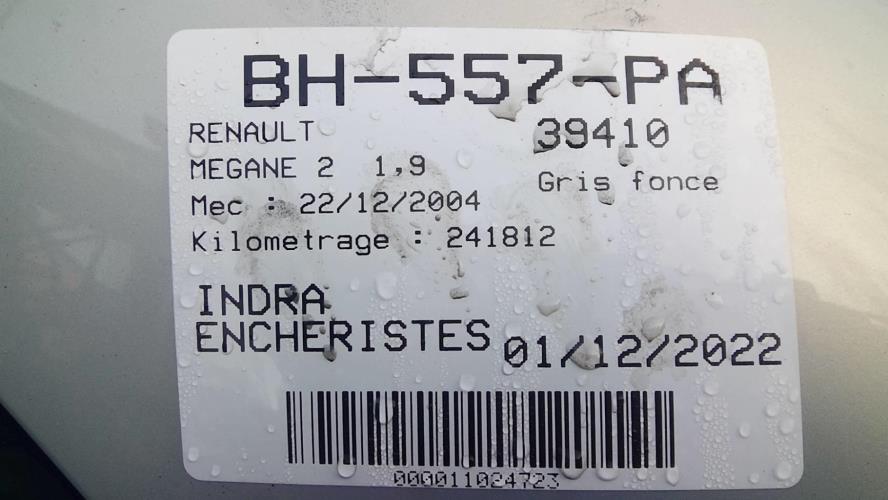 BH-557-PA
RENAULT 39410
MEGANE 2 1,9
Gris fonce
Mec : 22/12/2004
Kilometrage : 241812
INDRA
ENCHERISTES 01/12/2022
000011024723